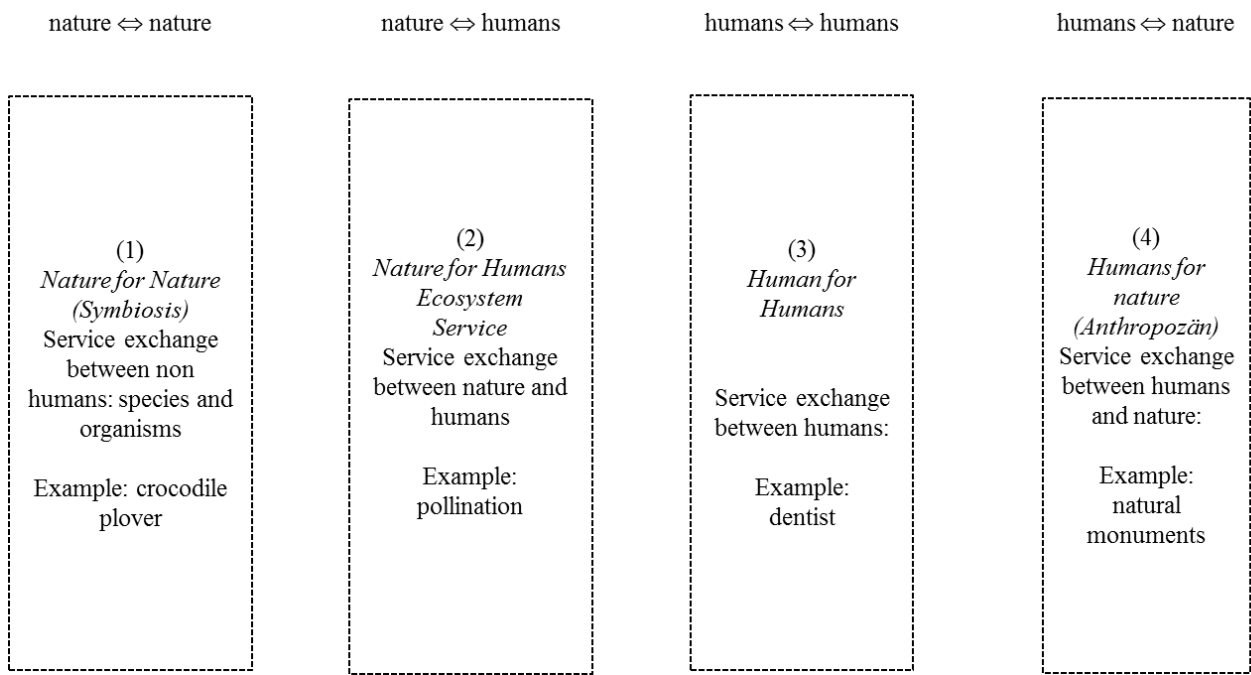 nature ⇔ nature
nature ⇔ humans
humans ⇔ humans
humans ⇔ nature
(1)
Nature for Nature
(Symbiosis)
Service exchange
between non
humans: species and
organisms
Example: crocodile
plover
(2)
Nature for Humans
Ecosystem
Service
Service exchange
between nature and
humans
Example:
pollination
(3)
Human for
Humans
Service exchange
between humans:
Example:
dentist
(4)
Humans for
nature
(Anthropozän)
Service exchange
between humans
and nature:
Example:
natural
monuments